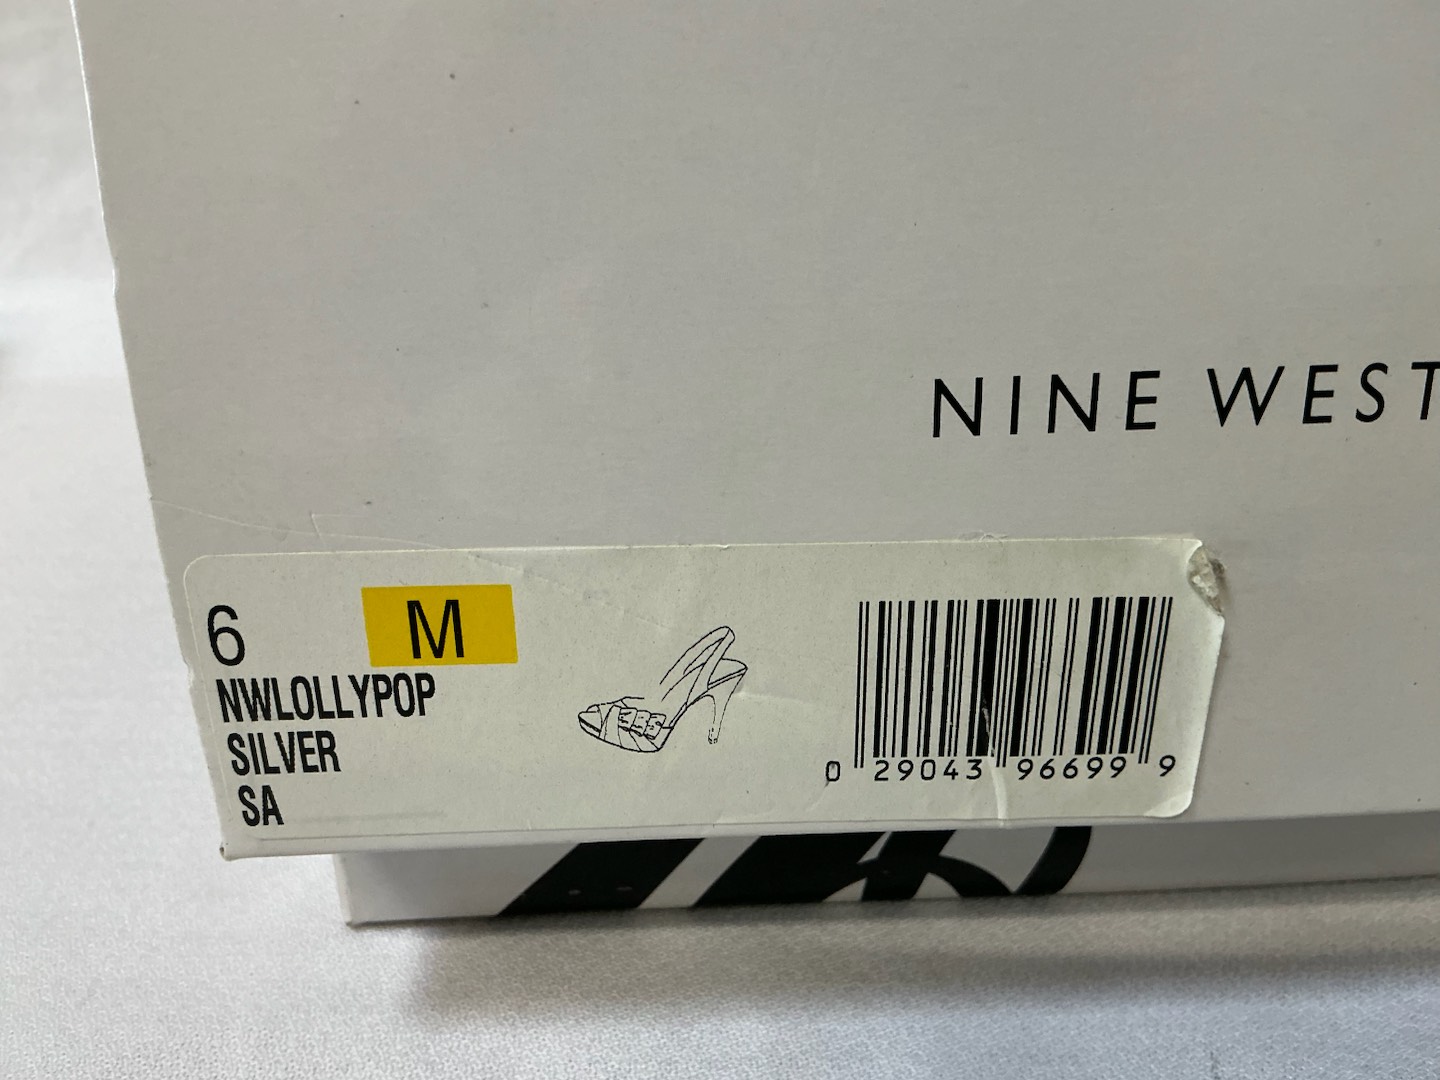 NINE WEST
6 M
NWLOLLYPOP
SILVER
SA
0 29043 96699 9